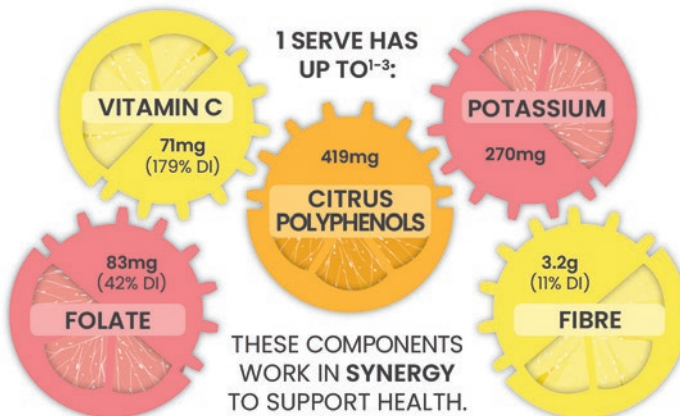 1 SERVE HAS
UP TO¹⁻³:
VITAMIN C
71mg
(179% DI)
POTASSIUM
270mg
419mg
CITRUS
POLYPHENOLS
83mg
(42% DI)
FOLATE
3.2g
(11% DI)
FIBRE
THESE COMPONENTS
WORK IN SYNERGY
TO SUPPORT HEALTH.